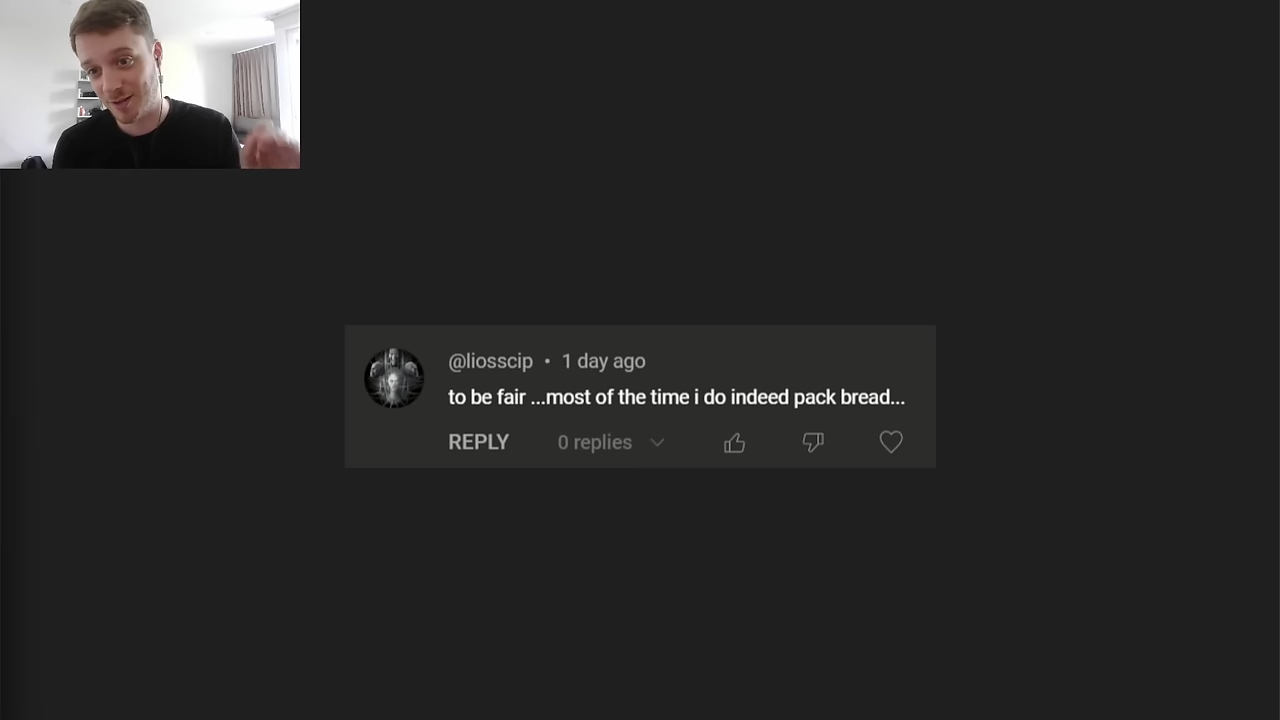 @liosscip • 1 day ago
to be fair ...most of the time i do indeed pack bread...
REPLY 0 replies